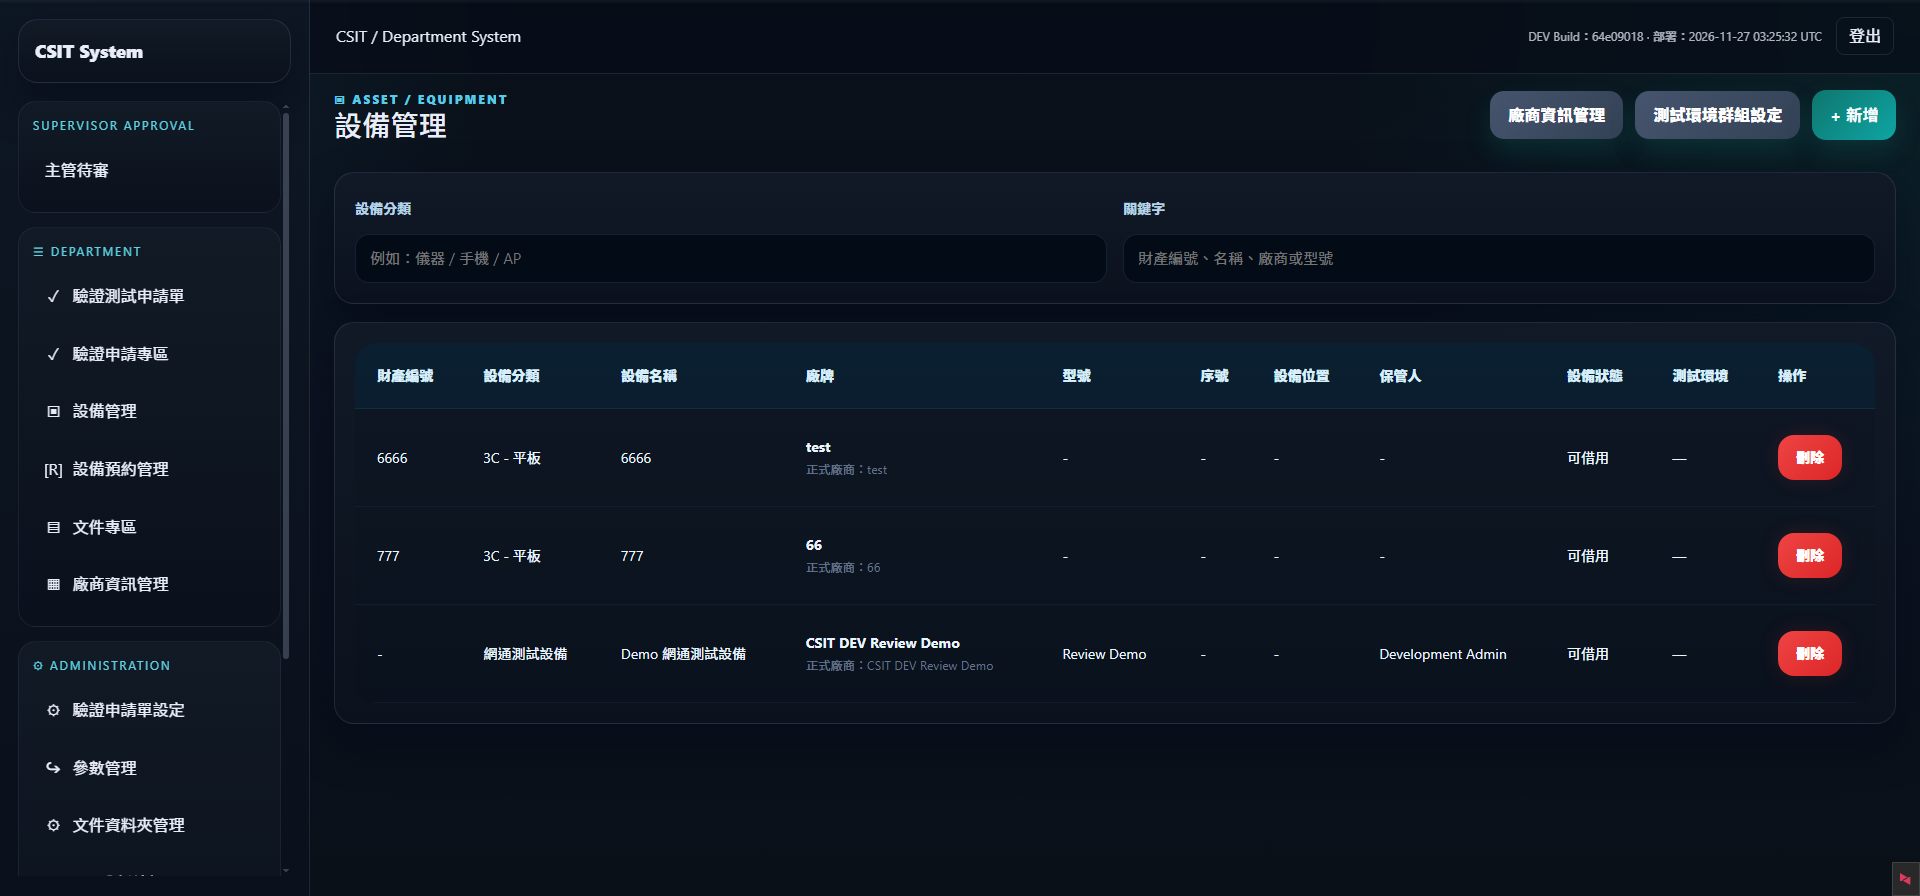 CSIT System
SUPERVISOR APPROVAL
主管待審
☰ DEPARTMENT
✓ 驗證測試申請單
✓ 驗證申請專區
▣ 設備管理
[R] 設備預約管理
▤ 文件專區
▦ 廠商資訊管理
⚙ ADMINISTRATION
⚙ 驗證申請單設定
↪ 參數管理
⚙ 文件資料夾管理
CSIT / Department System
DEV Build：64e09018 · 部署：2026-11-27 03:25:32 UTC
登出
▣ ASSET / EQUIPMENT
設備管理
廠商資訊管理
測試環境群組設定
+ 新增
設備分類
例如：儀器 / 手機 / AP
關鍵字
財產編號、名稱、廠商或型號
財產編號 設備分類 設備名稱 廠牌 型號 序號 設備位置 保管人 設備狀態 測試環境 操作
6666 3C - 平板 6666 test - - - - 可借用 — 刪除
正式廠商：test
777 3C - 平板 777 66 - - - - 可借用 — 刪除
正式廠商：66
- 網通測試設備 Demo 網通測試設備 CSIT DEV Review Demo Review Demo - - Development Admin 可借用 — 刪除
正式廠商：CSIT DEV Review Demo